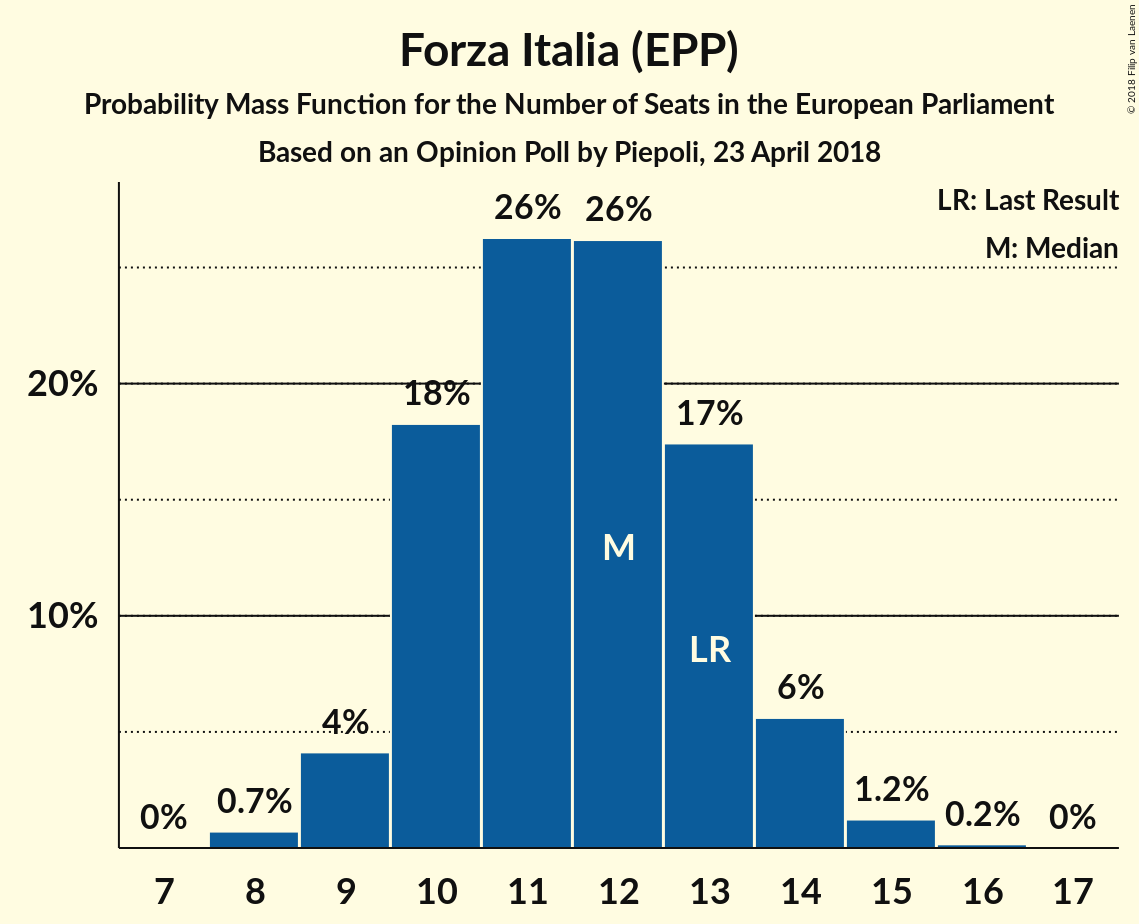 Forza Italia (EPP)
Probability Mass Function for the Number of Seats in the European Parliament
Based on an Opinion Poll by Piepoli, 23 April 2018
© 2018 Filip van Laenen
LR: Last Result
M: Median
20%
10%
0%
0.7%
4%
18%
26%
26%
17%
6%
1.2%
0.2%
0%
M
LR
7 8 9 10 11 12 13 14 15 16 17